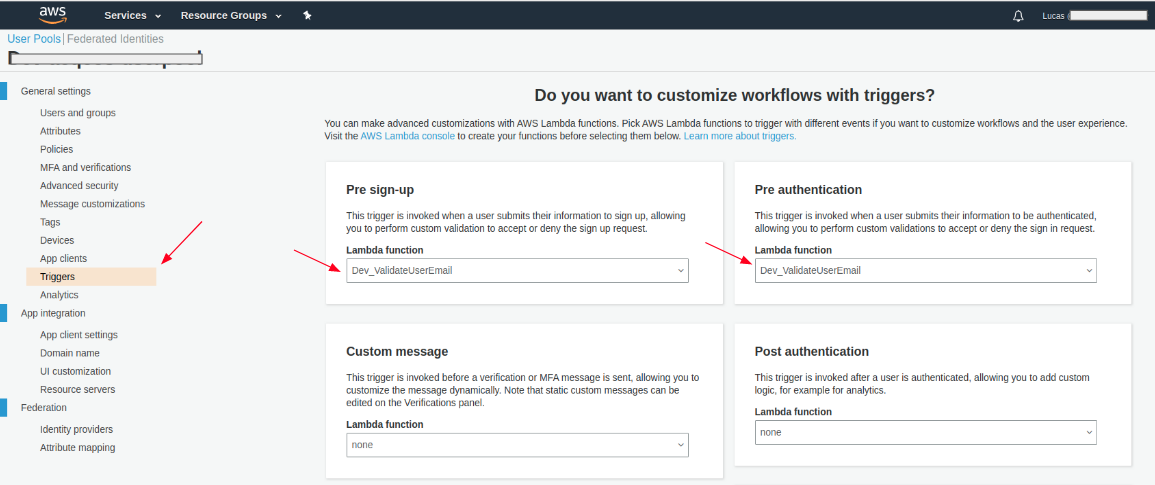 aws Services Resource Groups Lucas
User Pools | Federated Identities
General settings
Users and groups
Attributes
Policies
MFA and verifications
Advanced security
Message customizations
Tags
Devices
App clients
Triggers
Analytics
App integration
App client settings
Domain name
UI customization
Resource servers
Federation
Identity providers
Attribute mapping
Do you want to customize workflows with triggers?
You can make advanced customizations with AWS Lambda functions. Pick AWS Lambda functions to trigger with different events if you want to customize workflows and the user experience.
Visit the AWS Lambda console to create your functions before selecting them below. Learn more about triggers.
Pre sign-up
This trigger is invoked when a user submits their information to sign up, allowing
you to perform custom validation to accept or deny the sign up request.
Lambda function
Dev_ValidateUserEmail
Pre authentication
This trigger is invoked when a user submits their information to be authenticated,
allowing you to perform custom validations to accept or deny the sign in request.
Lambda function
Dev_ValidateUserEmail
Custom message
This trigger is invoked before a verification or MFA message is sent, allowing you to
customize the message dynamically. Note that static custom messages can be
edited on the Verifications panel.
Lambda function
none
Post authentication
This trigger is invoked after a user is authenticated, allowing you to add custom
logic, for example for analytics.
Lambda function
none